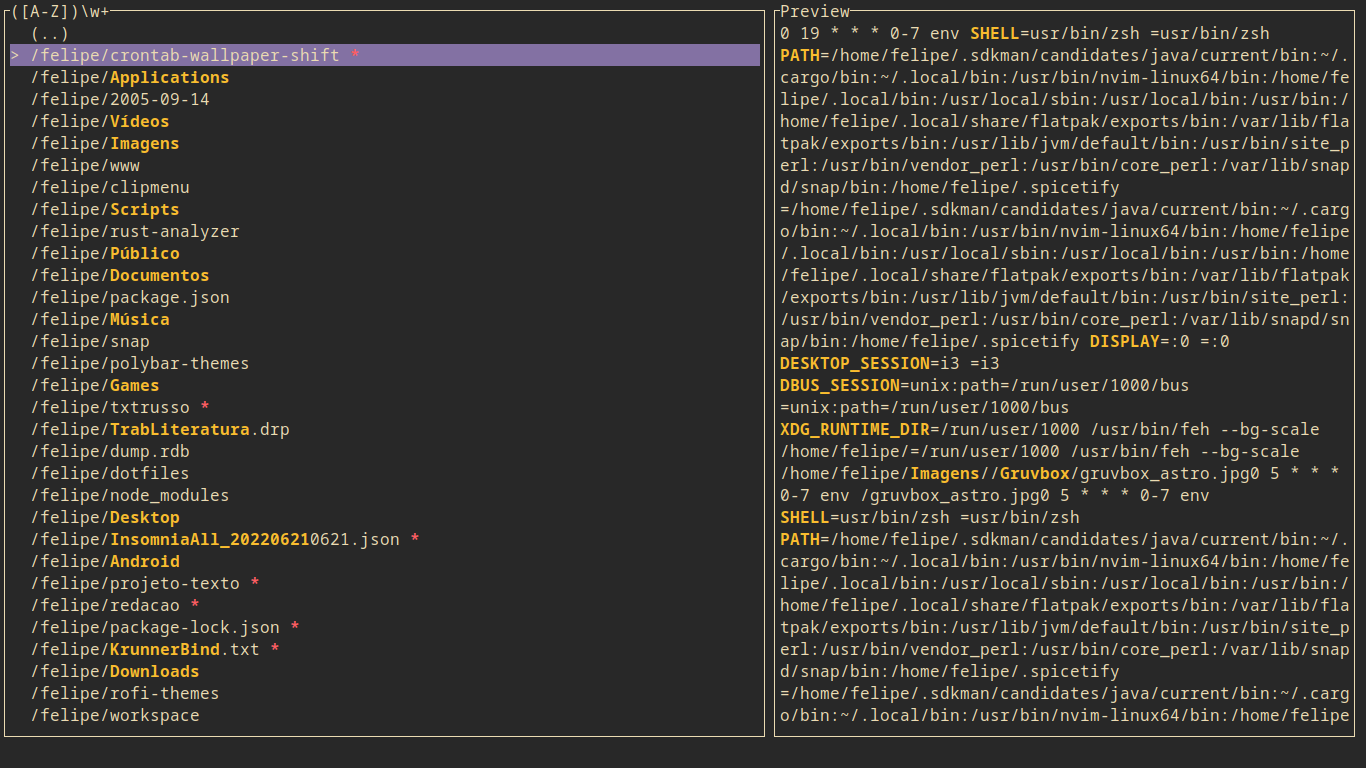 ([A-Z])\w+
(..)
> /felipe/crontab-wallpaper-shift *
/felipe/Applications
/felipe/2005-09-14
/felipe/Vídeos
/felipe/Imagens
/felipe/www
/felipe/clipmenu
/felipe/Scripts
/felipe/rust-analyzer
/felipe/Público
/felipe/Documentos
/felipe/package.json
/felipe/Música
/felipe/snap
/felipe/polybar-themes
/felipe/Games
/felipe/txtrusso *
/felipe/TrabLiteratura.drp
/felipe/dump.rdb
/felipe/dotfiles
/felipe/node_modules
/felipe/Desktop
/felipe/InsomniaAll_202206210621.json *
/felipe/Android
/felipe/projeto-texto *
/felipe/redacao *
/felipe/package-lock.json *
/felipe/KrunnerBind.txt *
/felipe/Downloads
/felipe/rofi-themes
/felipe/workspace
Preview
0 19 * * * 0-7 env SHELL=usr/bin/zsh =usr/bin/zsh
PATH=/home/felipe/.sdkman/candidates/java/current/bin:~/.
cargo/bin:~/.local/bin:/usr/bin/nvim-linux64/bin:/home/fe
lipe/.local/bin:/usr/local/sbin:/usr/local/bin:/usr/bin:/
home/felipe/.local/share/flatpak/exports/bin:/var/lib/fla
tpak/exports/bin:/usr/lib/jvm/default/bin:/usr/bin/site_p
erl:/usr/bin/vendor_perl:/usr/bin/core_perl:/var/lib/snap
d/snap/bin:/home/felipe/.spicetify
=/home/felipe/.sdkman/candidates/java/current/bin:~/.carg
o/bin:~/.local/bin:/usr/bin/nvim-linux64/bin:/home/felipe
/.local/bin:/usr/local/sbin:/usr/local/bin:/usr/bin:/home
/felipe/.local/share/flatpak/exports/bin:/var/lib/flatpak
/exports/bin:/usr/lib/jvm/default/bin:/usr/bin/site_perl:
/usr/bin/vendor_perl:/usr/bin/core_perl:/var/lib/snapd/sn
ap/bin:/home/felipe/.spicetify DISPLAY=:0 =:0
DESKTOP_SESSION=i3 =i3
DBUS_SESSION=unix:path=/run/user/1000/bus
=unix:path=/run/user/1000/bus
XDG_RUNTIME_DIR=/run/user/1000 /usr/bin/feh --bg-scale
/home/felipe/=/run/user/1000 /usr/bin/feh --bg-scale
/home/felipe/Imagens//Gruvbox/gruvbox_astro.jpg0 5 * * *
0-7 env /gruvbox_astro.jpg0 5 * * * 0-7 env
SHELL=usr/bin/zsh =usr/bin/zsh
PATH=/home/felipe/.sdkman/candidates/java/current/bin:~/.
cargo/bin:~/.local/bin:/usr/bin/nvim-linux64/bin:/home/fe
lipe/.local/bin:/usr/local/sbin:/usr/local/bin:/usr/bin:/
home/felipe/.local/share/flatpak/exports/bin:/var/lib/fla
tpak/exports/bin:/usr/lib/jvm/default/bin:/usr/bin/site_p
erl:/usr/bin/vendor_perl:/usr/bin/core_perl:/var/lib/snap
d/snap/bin:/home/felipe/.spicetify
=/home/felipe/.sdkman/candidates/java/current/bin:~/.carg
o/bin:~/.local/bin:/usr/bin/nvim-linux64/bin:/home/felipe